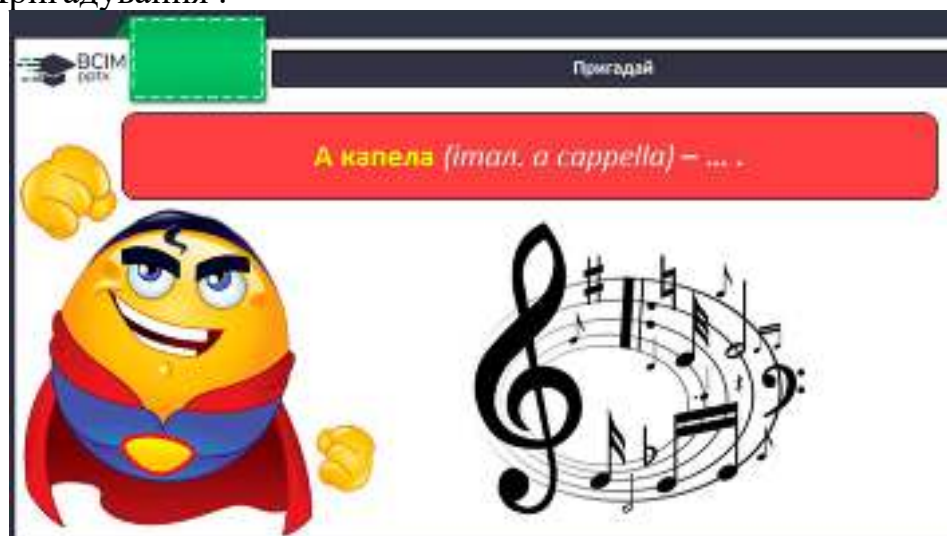 пригадування .
ВСІМ
pptx
Пригадай
А капела (італ. a cappella) – ... .